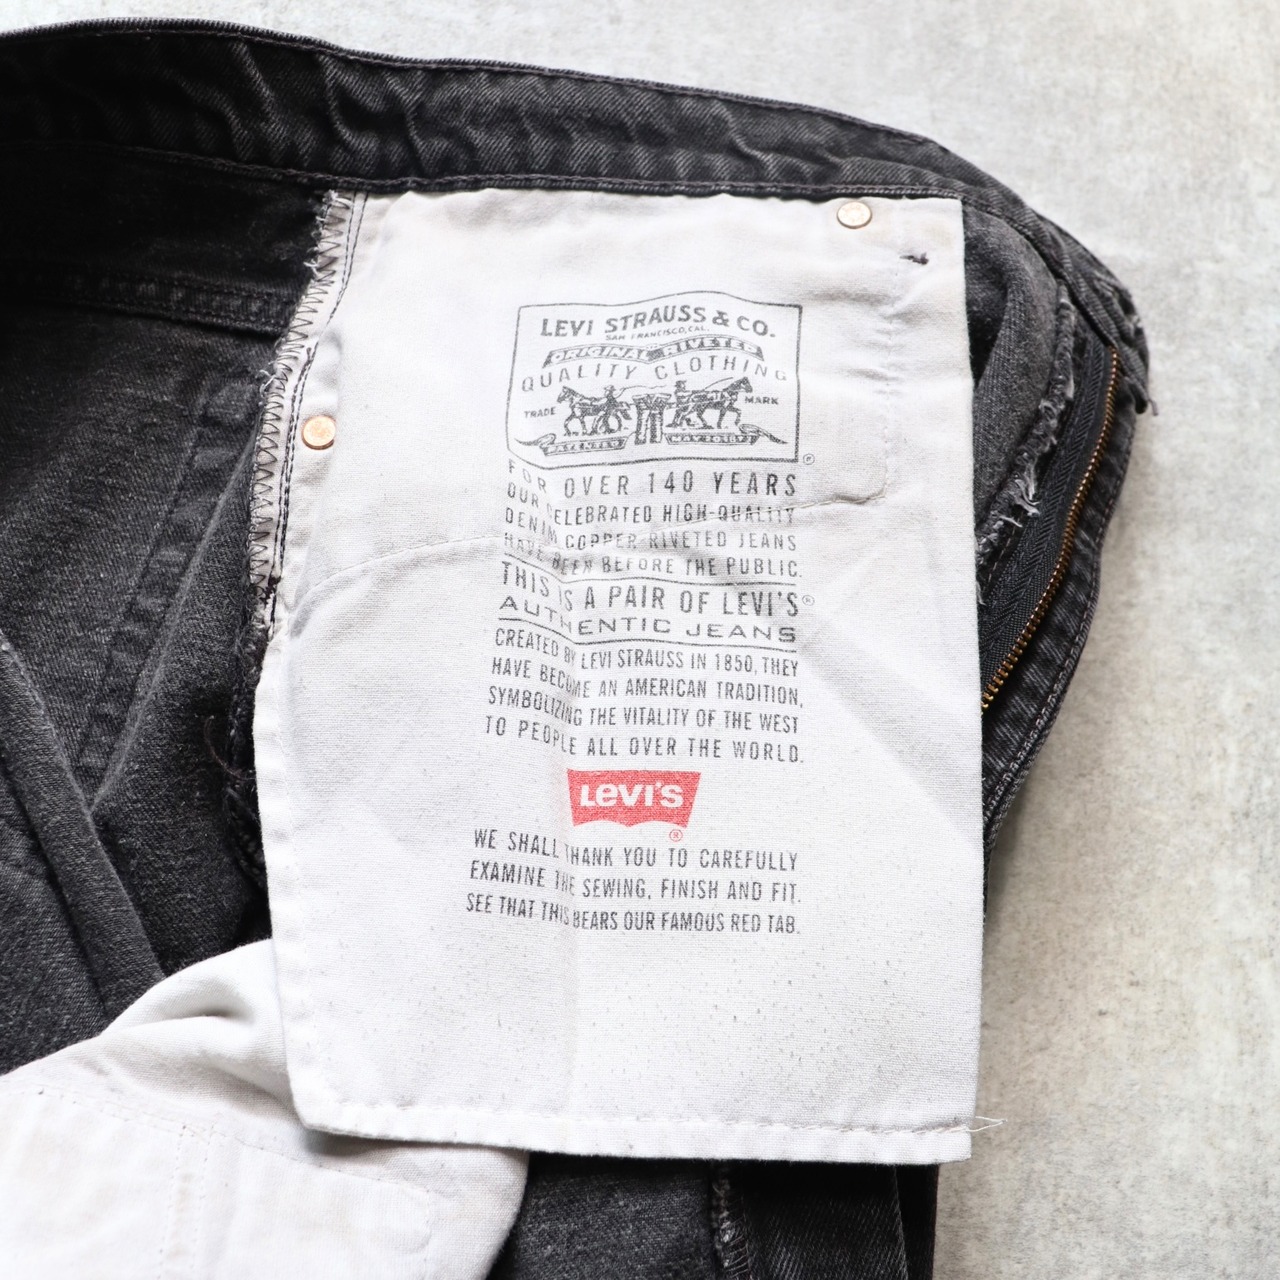 LEVI STRAUSS & CO.
SAN FRANCISCO, CAL.
ORIGINAL RIVETED
QUALITY CLOTHING
TRADE MARK
PATENTED MAY 20 1873
®
FOR OVER 140 YEARS
OUR CELEBRATED HIGH-QUALITY
DENIM COPPER RIVETED JEANS
HAVE BEEN BEFORE THE PUBLIC.
THIS IS A PAIR OF LEVI'S®
AUTHENTIC JEANS
CREATED BY LEVI STRAUSS IN 1850, THEY
HAVE BECOME AN AMERICAN TRADITION,
SYMBOLIZING THE VITALITY OF THE WEST
TO PEOPLE ALL OVER THE WORLD.
Levi's
®
WE SHALL THANK YOU TO CAREFULLY
EXAMINE THE SEWING, FINISH AND FIT.
SEE THAT THIS BEARS OUR FAMOUS RED TAB.